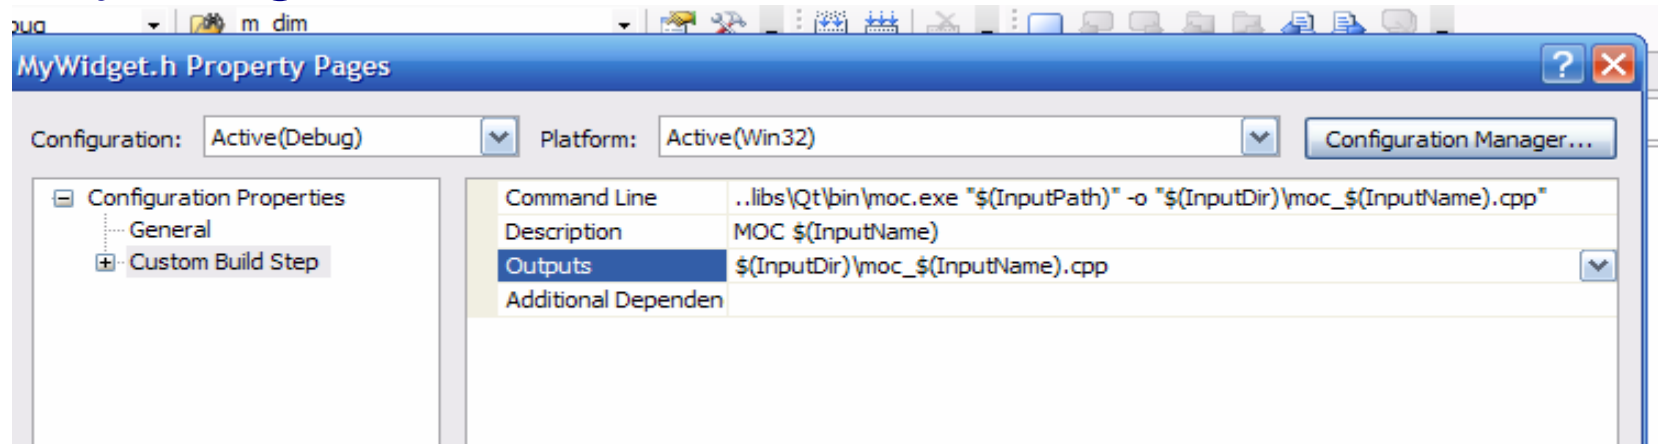 m_dim
MyWidget.h Property Pages
Configuration: Active(Debug) Platform: Active(Win32) Configuration Manager...
Configuration Properties
General
Custom Build Step
Command Line ..libs\Qt\bin\moc.exe "$(InputPath)" -o "$(InputDir)\moc_$(InputName).cpp"
Description MOC $(InputName)
Outputs $(InputDir)\moc_$(InputName).cpp
Additional Dependen